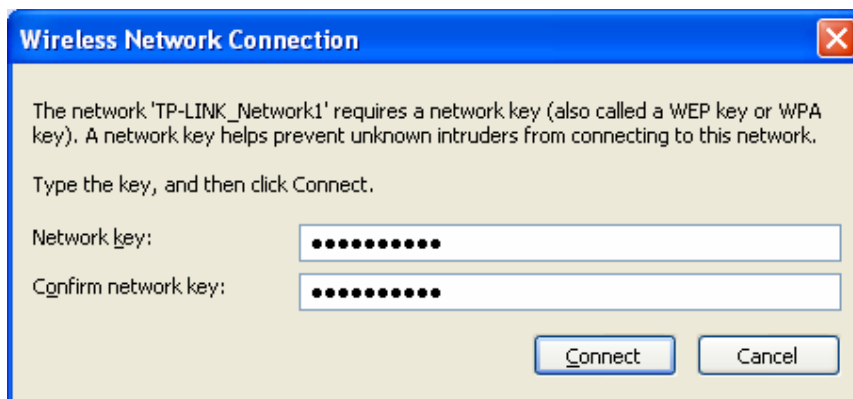 Wireless Network Connection
The network 'TP-LINK_Network1' requires a network key (also called a WEP key or WPA
key). A network key helps prevent unknown intruders from connecting to this network.
Type the key, and then click Connect.
Network key: ●●●●●●●●●●
Confirm network key: ●●●●●●●●●●
Connect Cancel